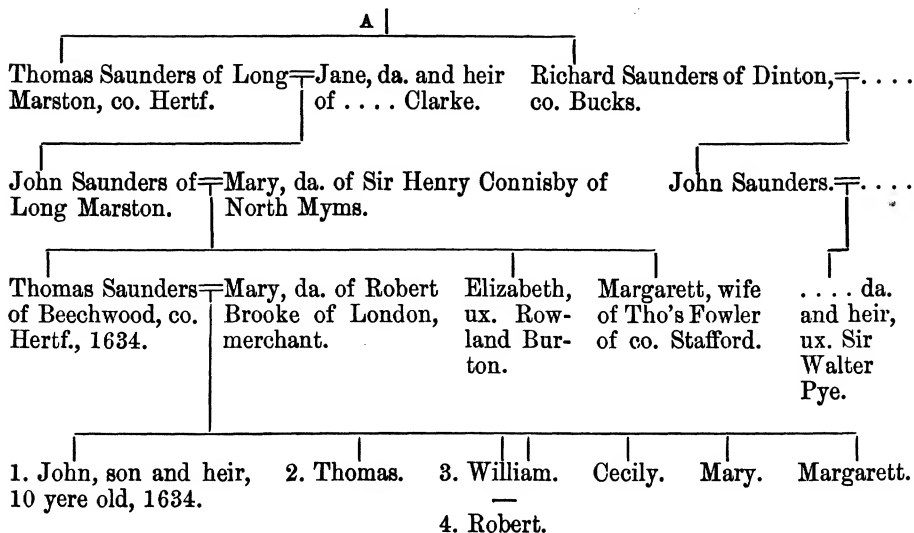 A
Thomas Saunders of Long
Marston, co. Hertf.
Jane, da. and heir
of .... Clarke.
Richard Saunders of Dinton,
co. Bucks.
....
John Saunders of
Long Marston.
Mary, da. of Sir Henry Connisby of
North Myms.
John Saunders.
....
Thomas Saunders
of Beechwood, co.
Hertf., 1634.
Mary, da. of Robert
Brooke of London,
merchant.
Elizabeth,
ux. Row-
land Bur-
ton.
Margarett, wife
of Tho's Fowler
of co. Stafford.
.... da.
and heir,
ux. Sir
Walter
Pye.
1. John, son and heir,
10 yere old, 1634.
2. Thomas.
3. William.
4. Robert.
Cecily.
Mary.
Margarett.